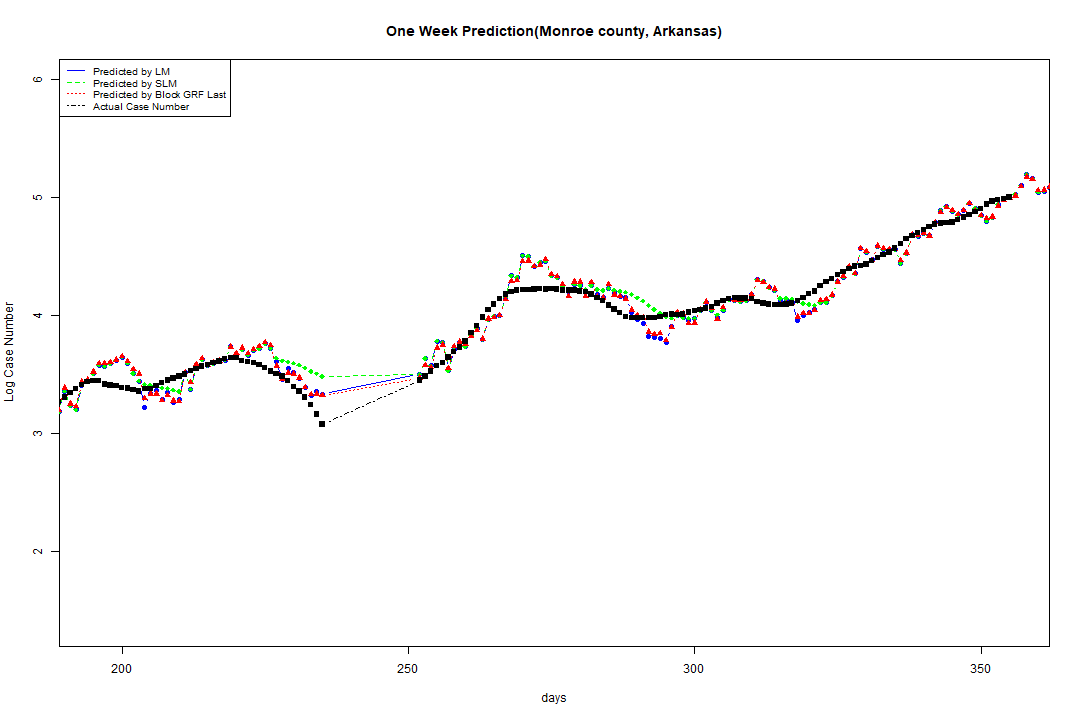 One Week Prediction(Monroe county, Arkansas)
Predicted by LM
Predicted by SLM
Predicted by Block GRF Last
Actual Case Number
6
5
4
3
2
Log Case Number
200
250
300
350
days